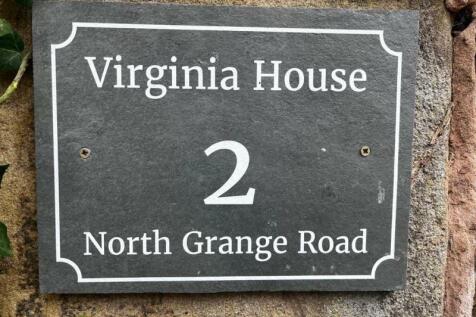 Virginia House
2
North Grange Road